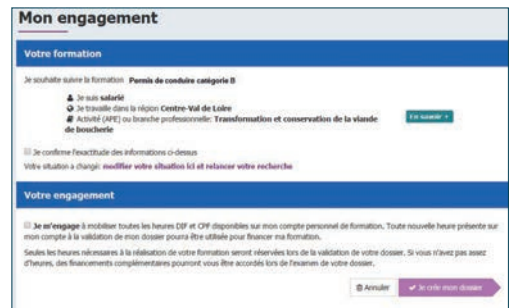 Mon engagement
Votre formation
Je souhaite suivre la formation Permis de conduire catégorie B
Je suis salarié
Je travaille dans la région Centre-Val de Loire
Activité (APE) ou branche professionnelle: Transformation et conservation de la viande
de boucherie
En savoir +
Je confirme l'exactitude des informations ci-dessus
Votre situation a changé: modifier votre situation ici et relancer votre recherche
Votre engagement
Je m'engage à mobiliser toutes les heures DIF et CPF disponibles sur mon compte personnel de formation. Toute nouvelle heure présente sur
mon compte à la validation de mon dossier pourra être utilisée pour financer ma formation.
Seules les heures nécessaires à la réalisation de votre formation seront réservées lors de la validation de votre dossier. Si vous n'avez pas assez
d'heures, des financements complémentaires pourront vous être accordés lors de l'examen de votre dossier.
Annuler
Je crée mon dossier